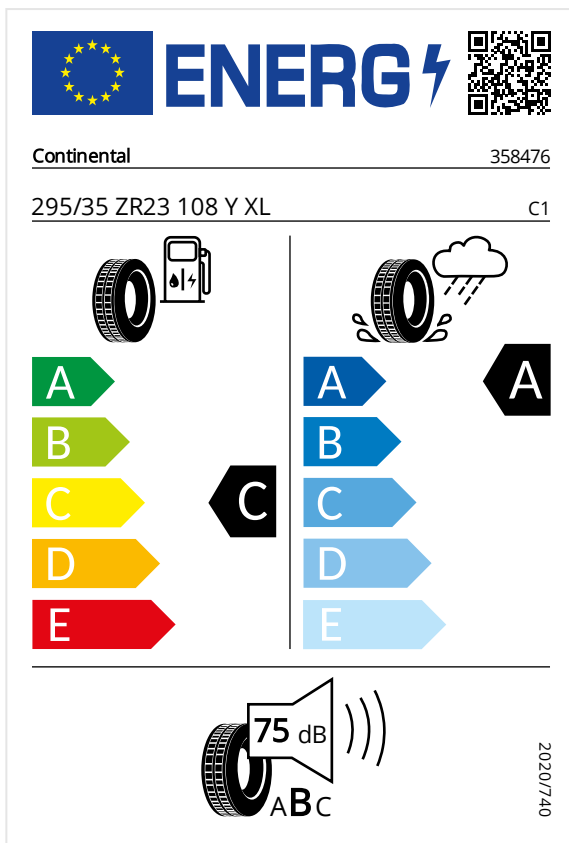 ENERG
Continental 358476
295/35 ZR23 108 Y XL C1
A A A
B B
C C C
D D
E E
75 dB
ABC
2020/740